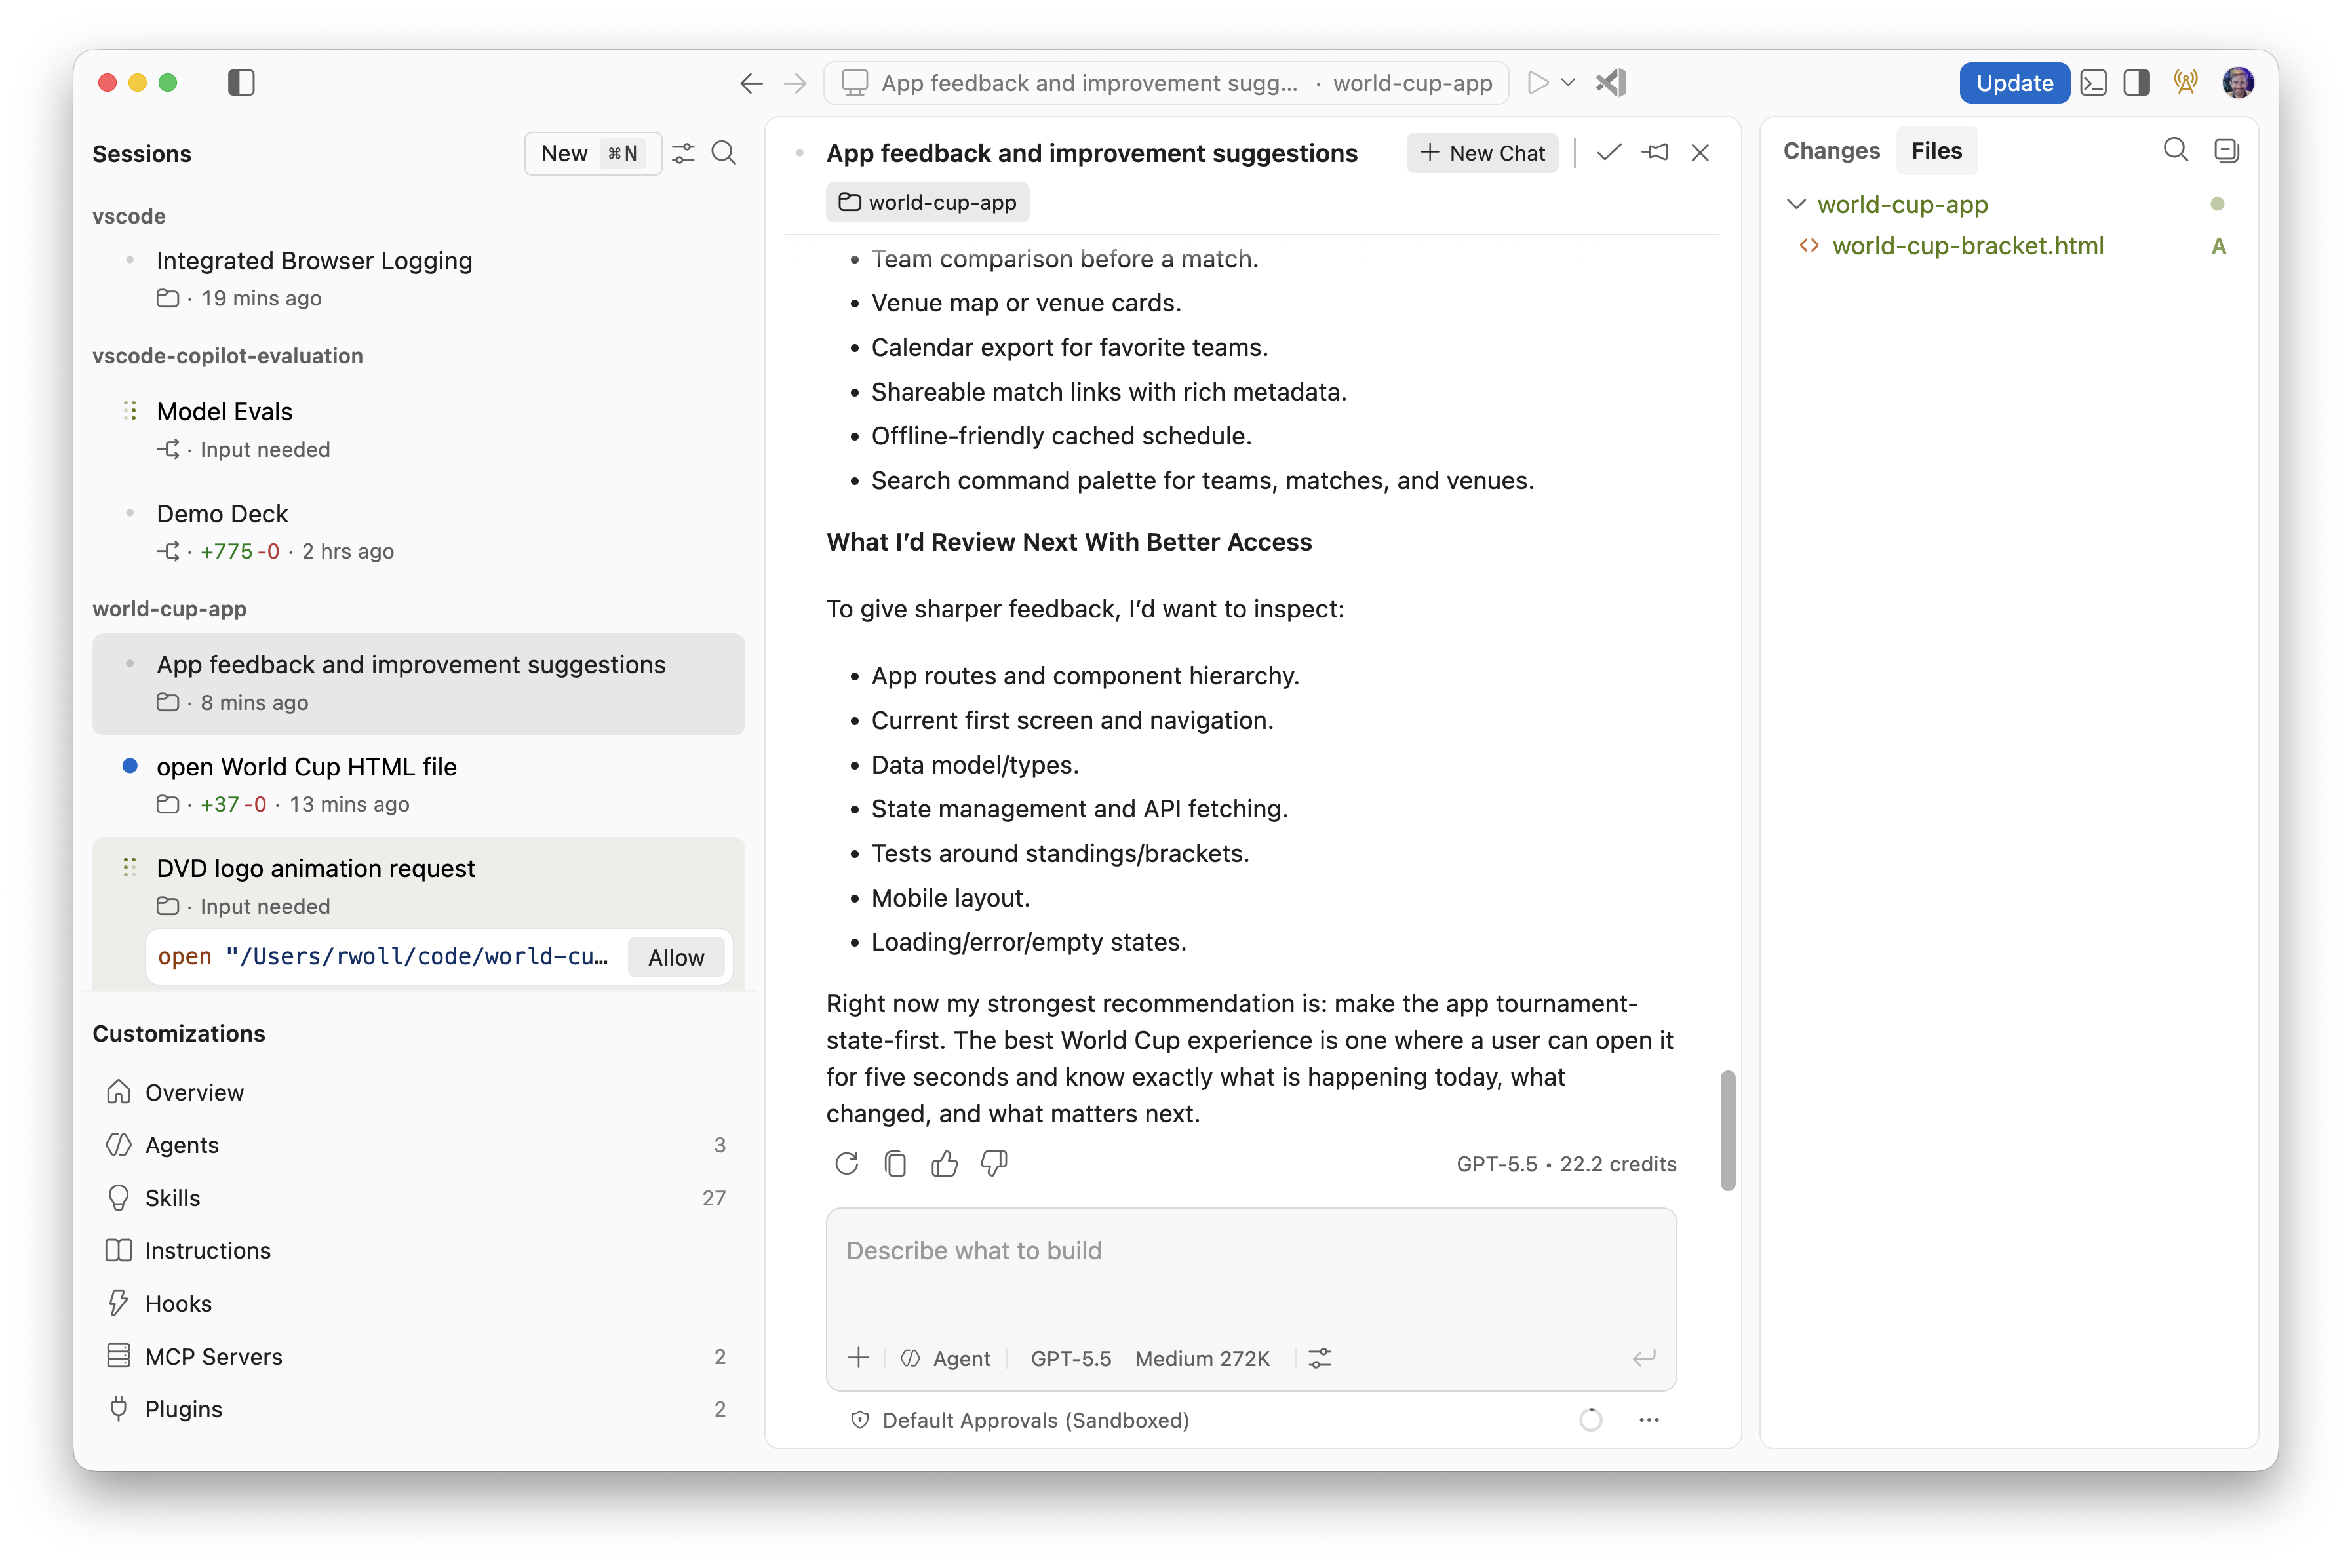 App feedback and improvement sugg... · world-cup-app
Update
Sessions
New ⌘N
vscode
Integrated Browser Logging
· 19 mins ago
vscode-copilot-evaluation
Model Evals
· Input needed
Demo Deck
· +775 -0 · 2 hrs ago
world-cup-app
App feedback and improvement suggestions
· 8 mins ago
open World Cup HTML file
· +37 -0 · 13 mins ago
DVD logo animation request
· Input needed
open "/Users/rwoll/code/world-cu…
Allow
Customizations
Overview
Agents 3
Skills 27
Instructions
Hooks
MCP Servers 2
Plugins 2
App feedback and improvement suggestions
New Chat
world-cup-app
• Team comparison before a match.
• Venue map or venue cards.
• Calendar export for favorite teams.
• Shareable match links with rich metadata.
• Offline-friendly cached schedule.
• Search command palette for teams, matches, and venues.
What I’d Review Next With Better Access
To give sharper feedback, I’d want to inspect:
• App routes and component hierarchy.
• Current first screen and navigation.
• Data model/types.
• State management and API fetching.
• Tests around standings/brackets.
• Mobile layout.
• Loading/error/empty states.
Right now my strongest recommendation is: make the app tournament-
state-first. The best World Cup experience is one where a user can open it
for five seconds and know exactly what is happening today, what
changed, and what matters next.
GPT-5.5 • 22.2 credits
Describe what to build
Agent GPT-5.5 Medium 272K
Default Approvals (Sandboxed)
Changes Files
world-cup-app
world-cup-bracket.html A